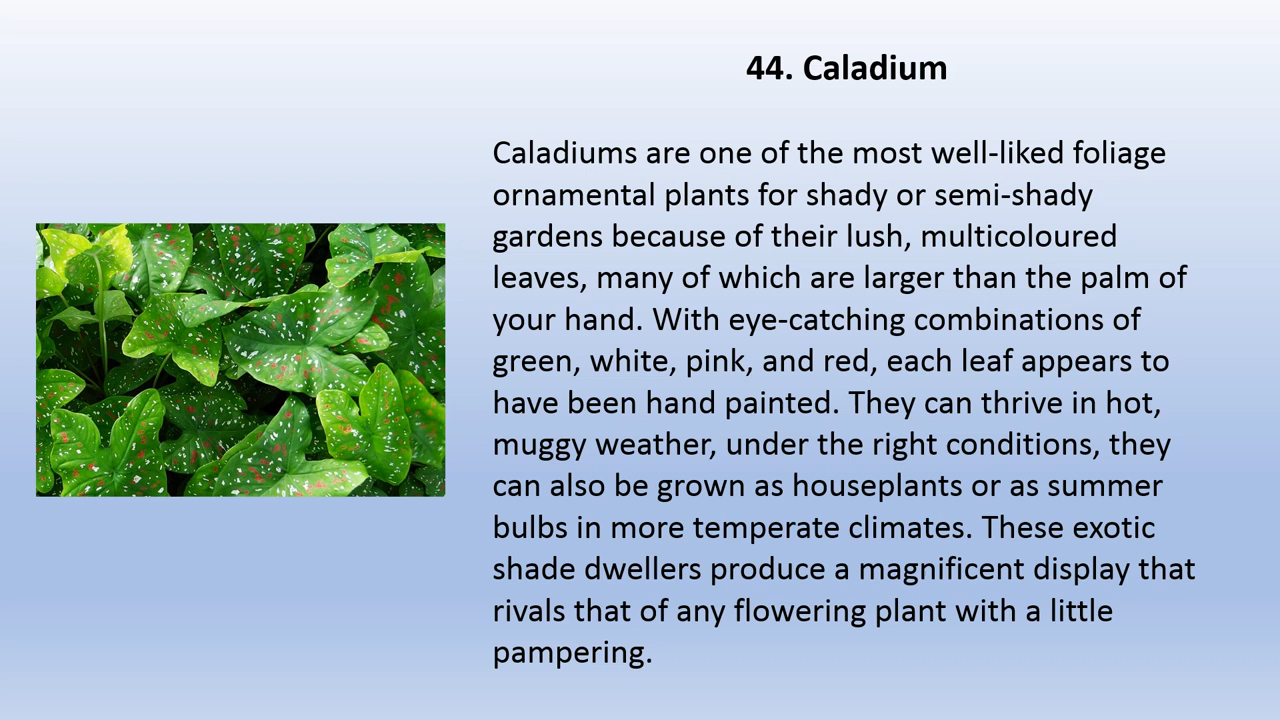 44. Caladium
Caladiums are one of the most well-liked foliage
ornamental plants for shady or semi-shady
gardens because of their lush, multicoloured
leaves, many of which are larger than the palm of
your hand. With eye-catching combinations of
green, white, pink, and red, each leaf appears to
have been hand painted. They can thrive in hot,
muggy weather, under the right conditions, they
can also be grown as houseplants or as summer
bulbs in more temperate climates. These exotic
shade dwellers produce a magnificent display that
rivals that of any flowering plant with a little
pampering.